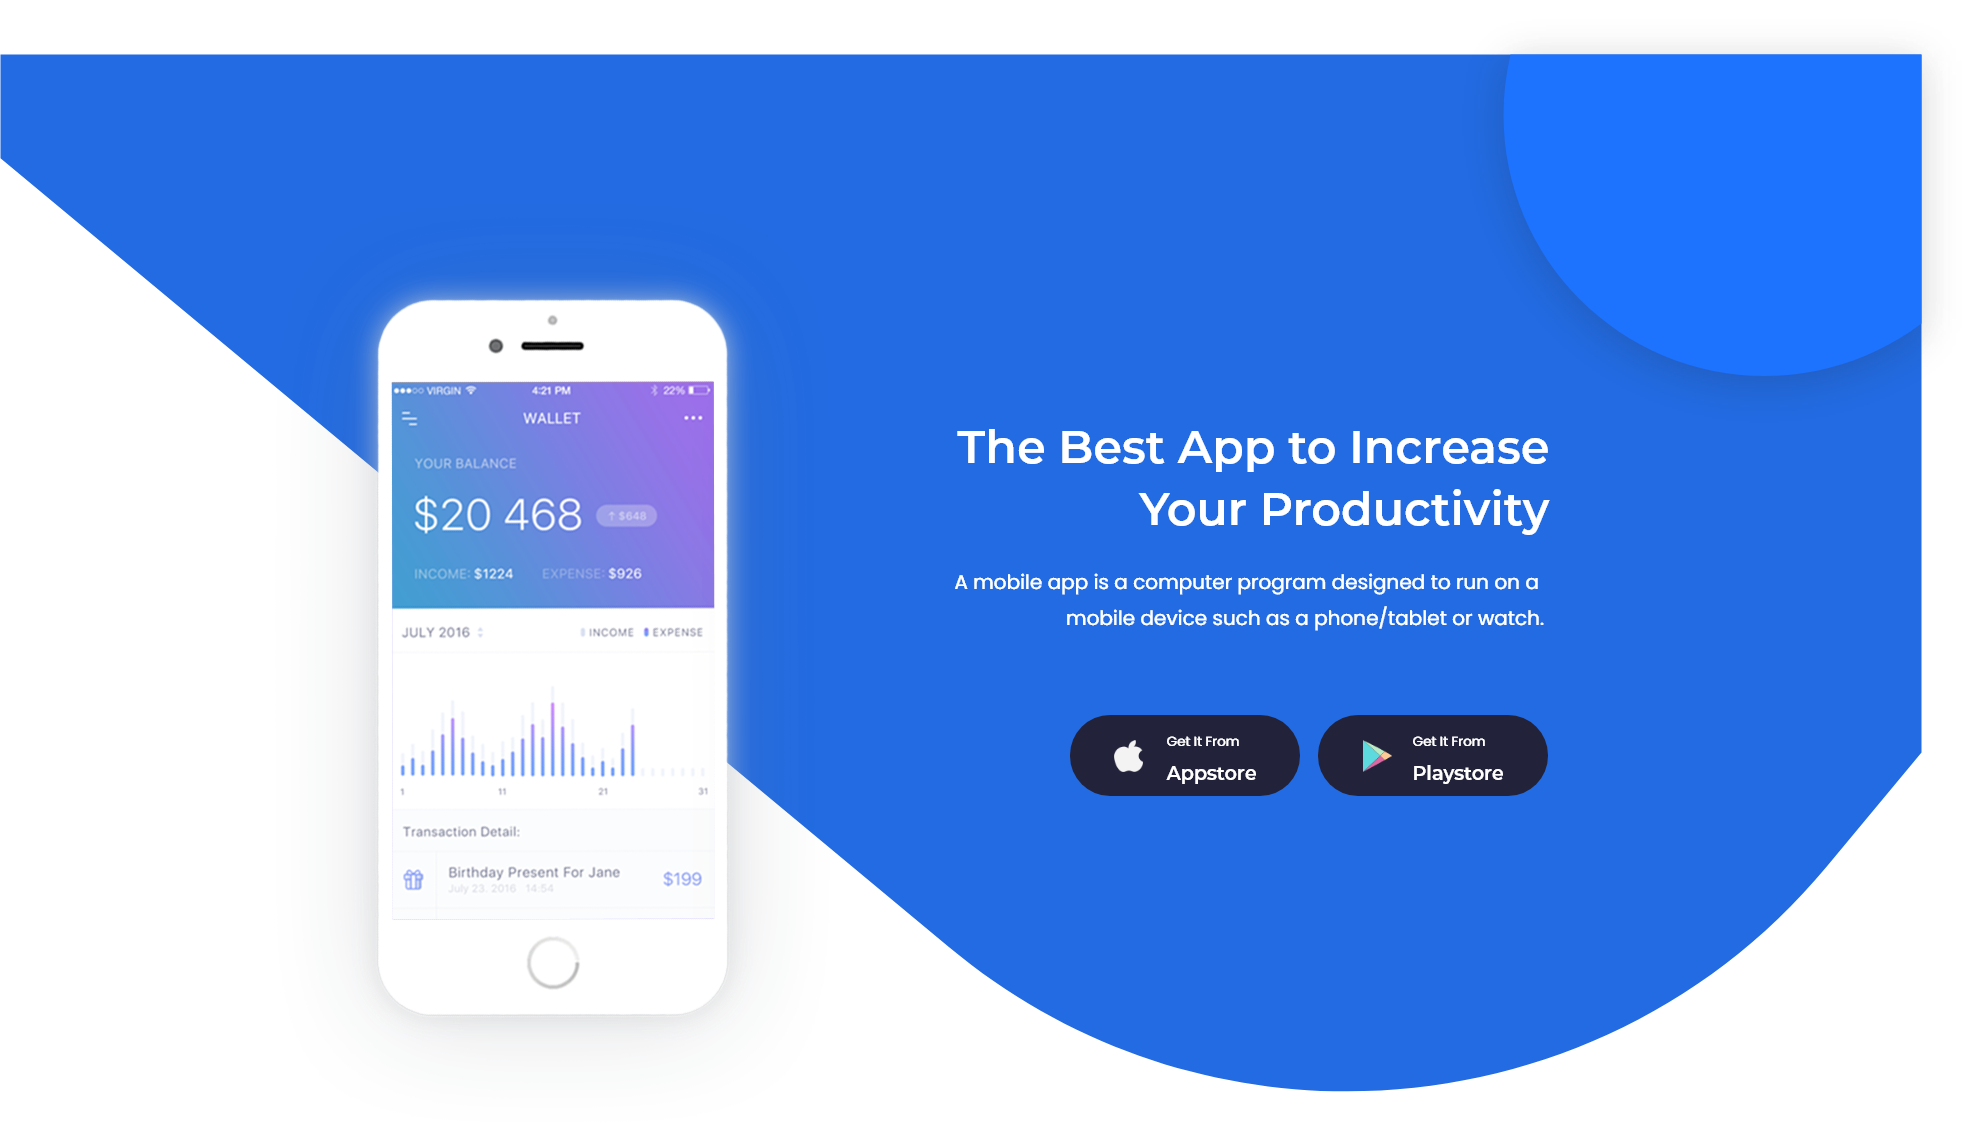 VIRGIN 4:21 PM 22%
WALLET
YOUR BALANCE
$20 468 ↑ $648
INCOME: $1224 EXPENSE: $926
JULY 2016 INCOME EXPENSE
1 11 21 31
Transaction Detail:
Birthday Present For Jane $199
July 23, 2016 14:54
The Best App to Increase
Your Productivity
A mobile app is a computer program designed to run on a
mobile device such as a phone/tablet or watch.
Get It From
Appstore
Get It From
Playstore